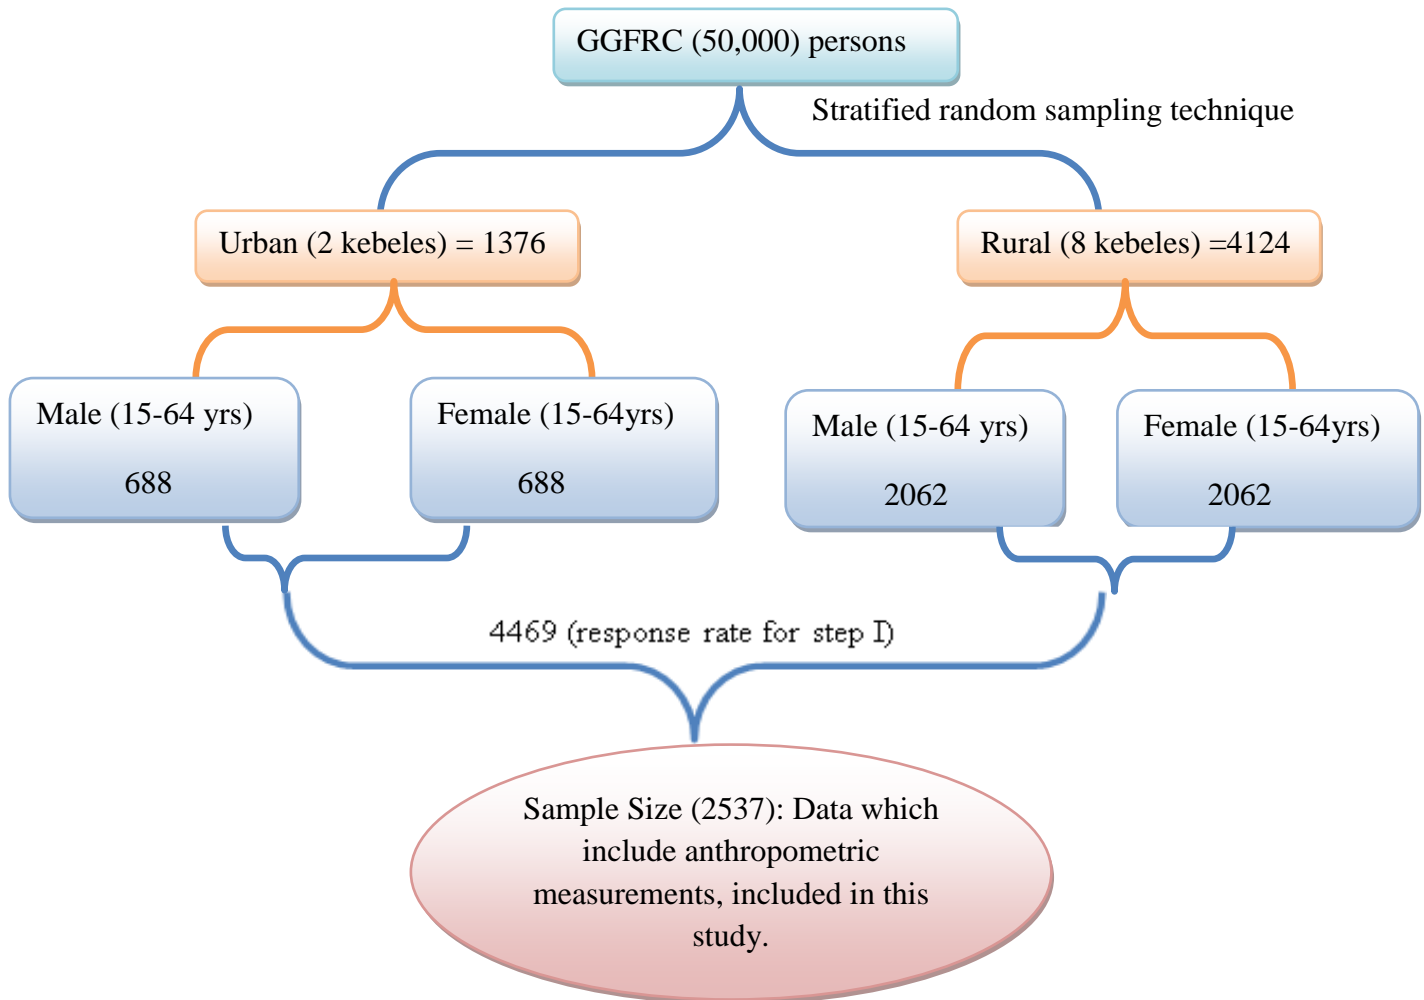 GGFRC (50,000) persons
Stratified random sampling technique
Urban (2 kebeles) = 1376
Rural (8 kebeles) =4124
Male (15-64 yrs)
688
Female (15-64yrs)
688
Male (15-64 yrs)
2062
Female (15-64yrs)
2062
4469 (response rate for step I)
Sample Size (2537): Data which
include anthropometric
measurements, included in this
study.